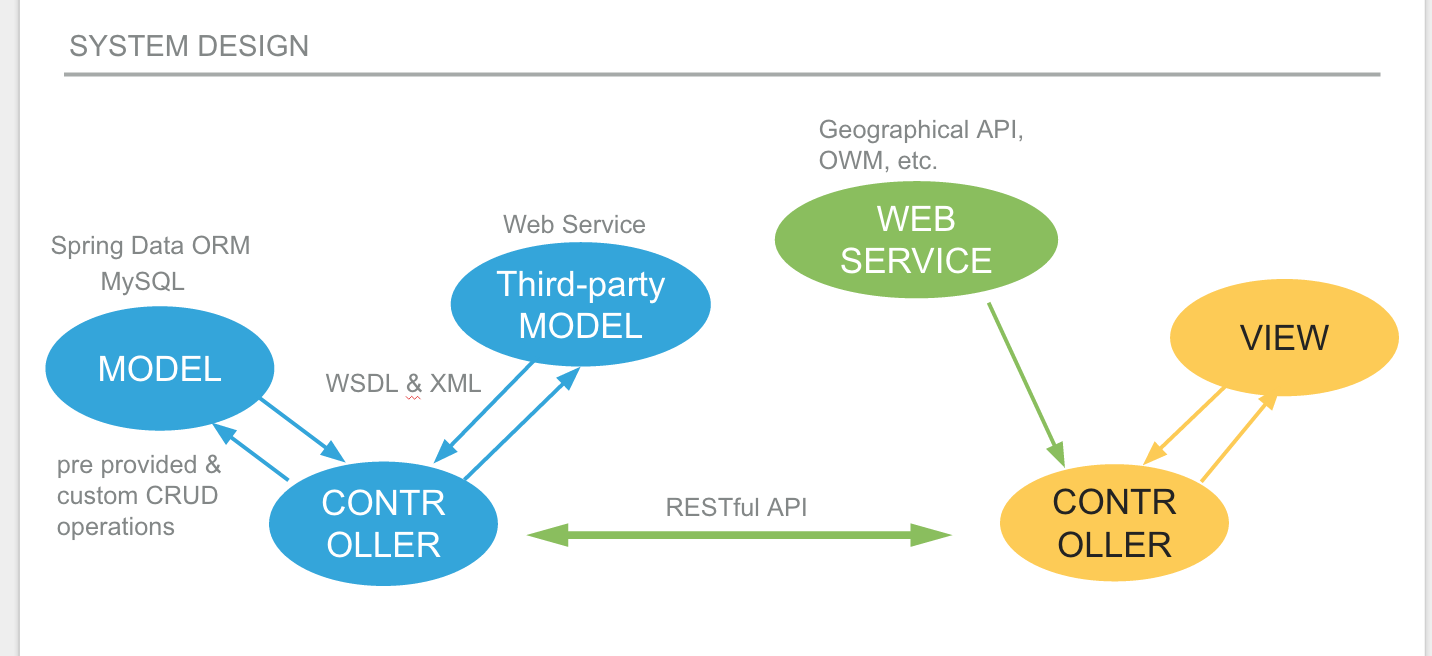 SYSTEM DESIGN
Geographical API,
OWM, etc.
WEB
SERVICE
Web Service
Third-party
MODEL
Spring Data ORM
MySQL
MODEL
VIEW
WSDL & XML
pre provided &
custom CRUD
operations
CONTR
OLLER
RESTful API
CONTR
OLLER